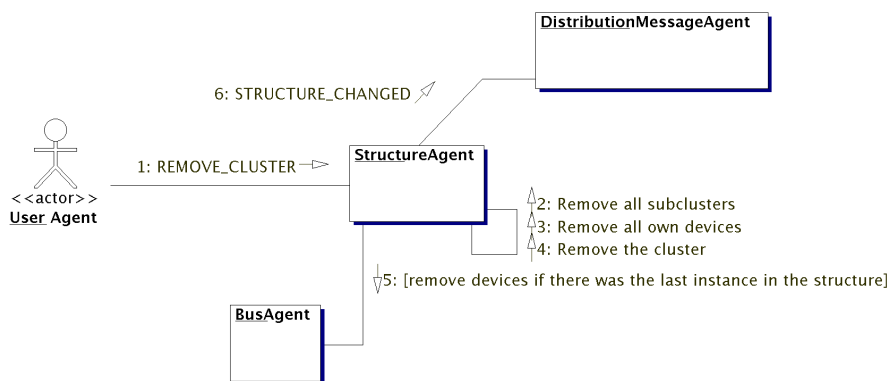 DistributionMessageAgent
6: STRUCTURE_CHANGED
1: REMOVE_CLUSTER
StructureAgent
<<actor>>
User Agent
2: Remove all subclusters
3: Remove all own devices
4: Remove the cluster
5: [remove devices if there was the last instance in the structure]
BusAgent